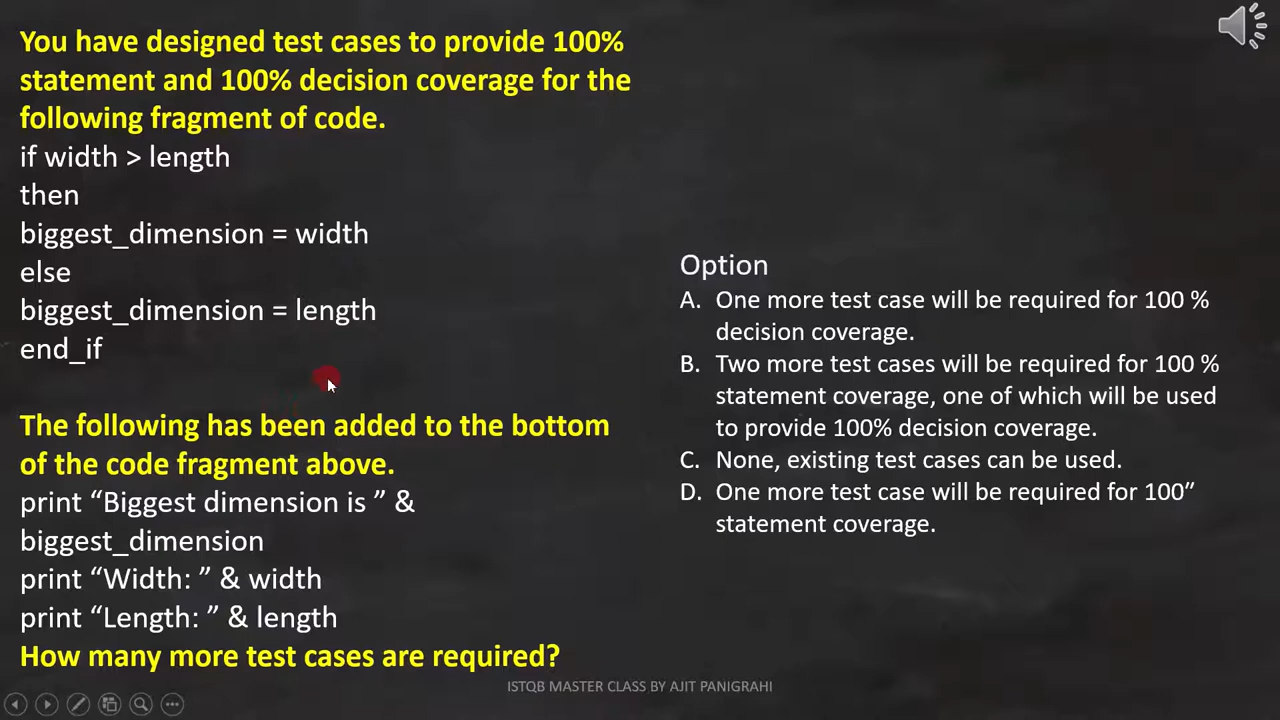 You have designed test cases to provide 100%
statement and 100% decision coverage for the
following fragment of code.
if width > length
then
biggest_dimension = width
else
biggest_dimension = length
end_if
The following has been added to the bottom
of the code fragment above.
print “Biggest dimension is ” &
biggest_dimension
print “Width: ” & width
print “Length: ” & length
How many more test cases are required?
Option
A. One more test case will be required for 100 %
decision coverage.
B. Two more test cases will be required for 100 %
statement coverage, one of which will be used
to provide 100% decision coverage.
C. None, existing test cases can be used.
D. One more test case will be required for 100”
statement coverage.
ISTQB MASTER CLASS BY AJIT PANIGRAHI